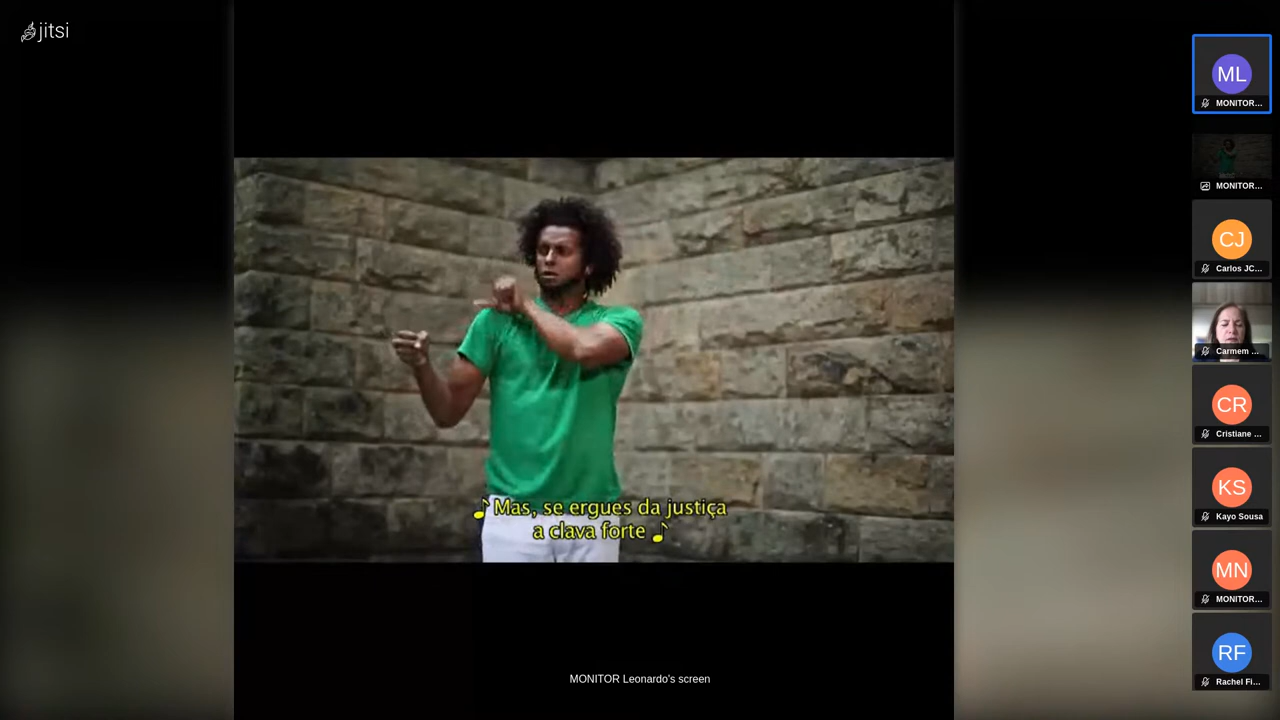 jitsi
♪ Mas, se ergues da justiça
a clava forte ♪
MONITOR Leonardo's screen
ML
MONITOR...
MONITOR...
CJ
Carlos JC...
Carmem ...
CR
Cristiane ...
KS
Kayo Sousa
MN
MONITOR...
RF
Rachel Fi...